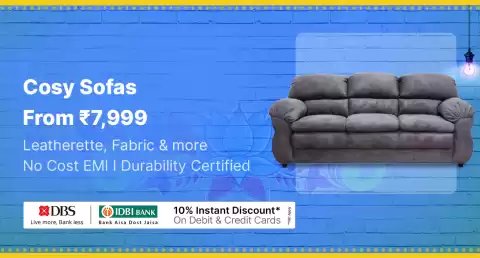 Cosy Sofas
From ₹7,999
Leatherette, Fabric & more
No Cost EMI I Durability Certified
DBS
Live more, Bank less
IDBI BANK
Bank Aisa Dost Jaisa
10% Instant Discount*
On Debit & Credit Cards